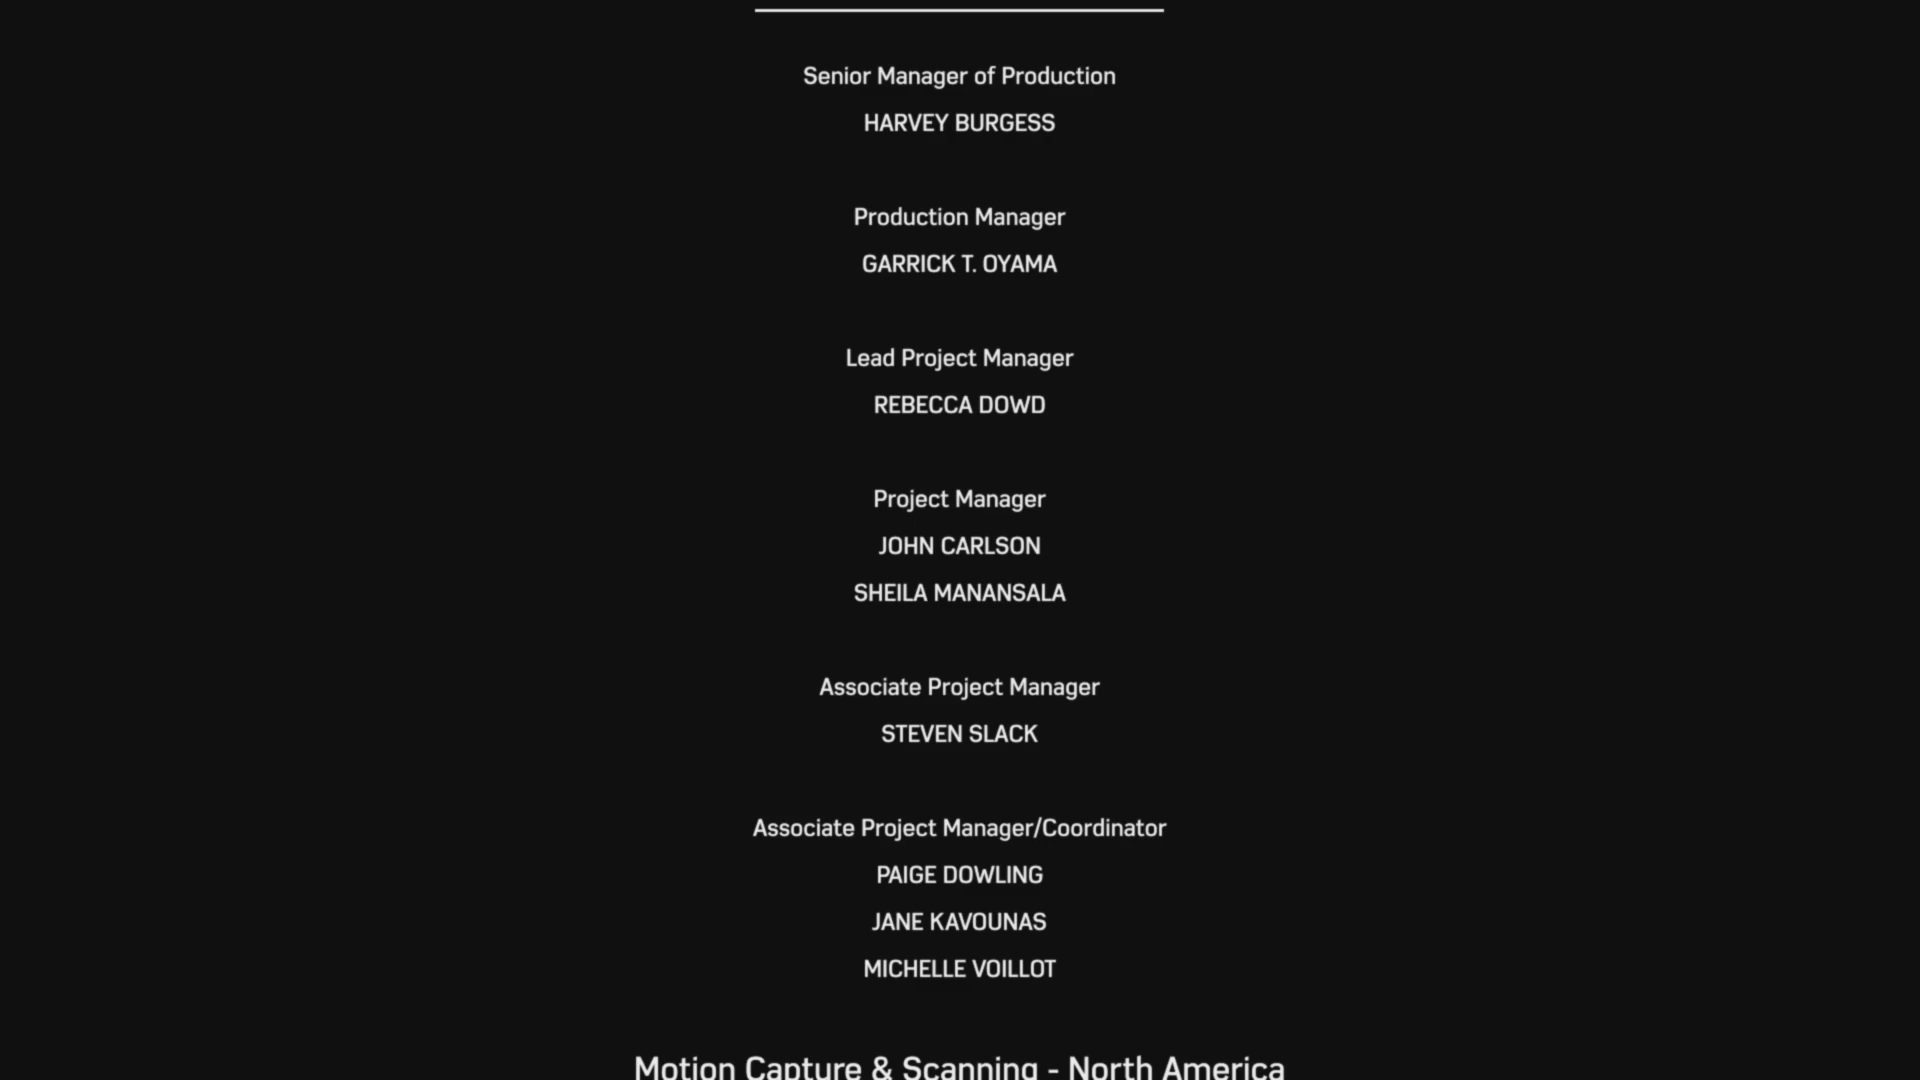 Senior Manager of Production
HARVEY BURGESS
Production Manager
GARRICK T. OYAMA
Lead Project Manager
REBECCA DOWD
Project Manager
JOHN CARLSON
SHEILA MANANSALA
Associate Project Manager
STEVEN SLACK
Associate Project Manager/Coordinator
PAIGE DOWLING
JANE KAVOUNAS
MICHELLE VOILLOT
Motion Capture & Scanning - North America